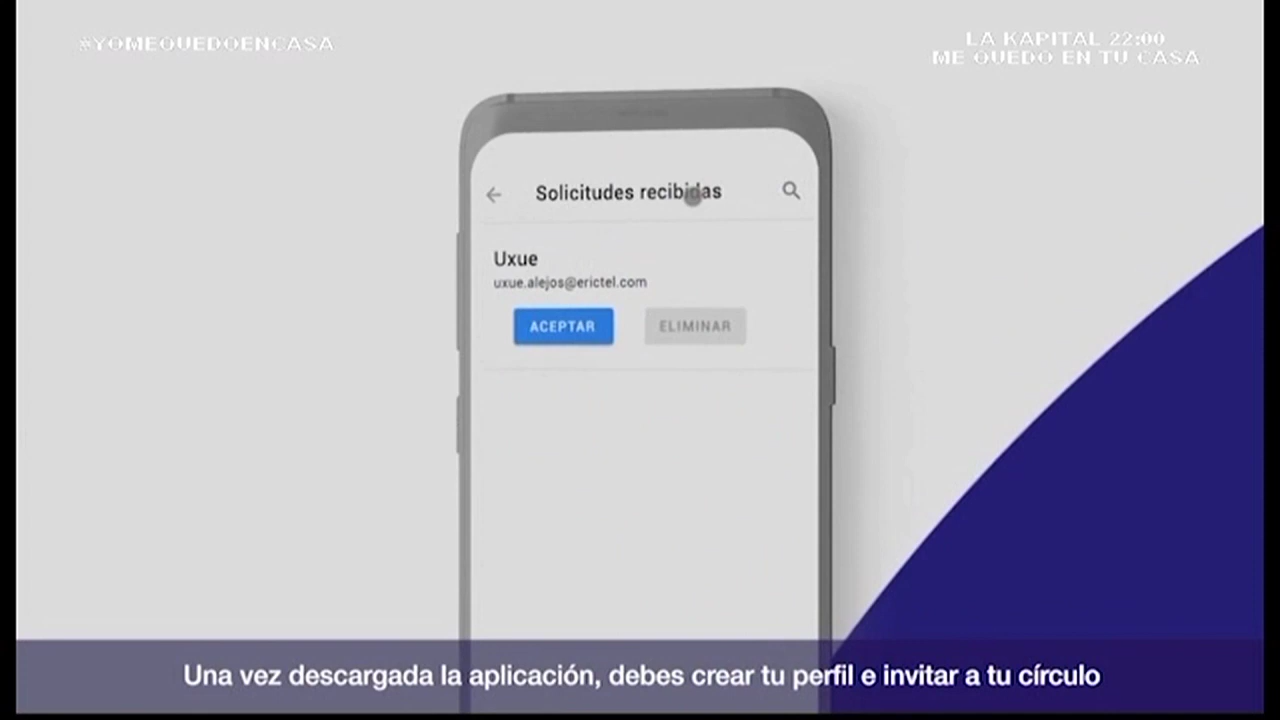 #YOMEQUEDOENCASA
LA KAPITAL 22:00
ME QUEDO EN TU CASA
Solicitudes recibidas
Uxue
uxue.alejos@erictel.com
ACEPTAR
ELIMINAR
Una vez descargada la aplicación, debes crear tu perfil e invitar a tu círculo